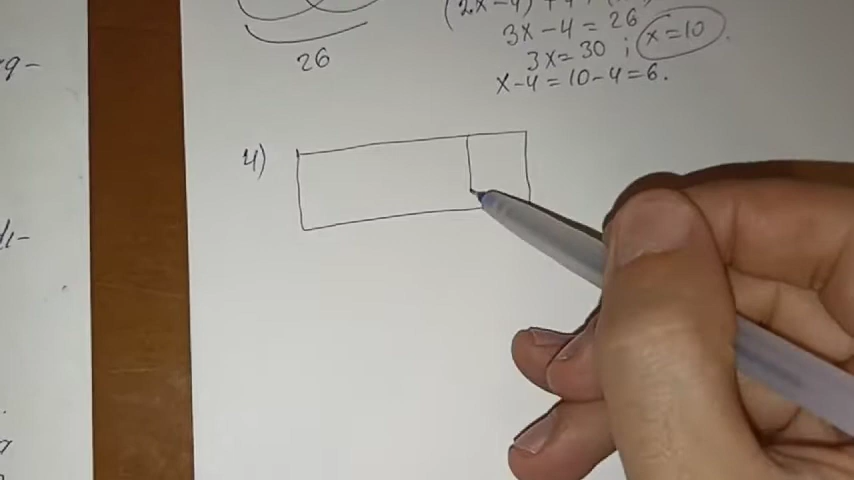 26
3x-4=26
3x=30; x=10.
x-4=10-4=6.
4)